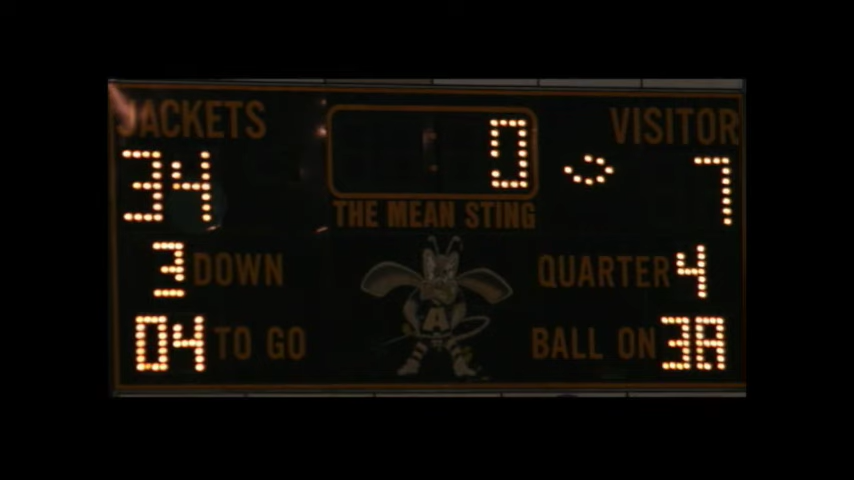 JACKETS 0 VISITOR
34 7
THE MEAN STING
3 DOWN QUARTER 4
A
04 TO GO BALL ON 38